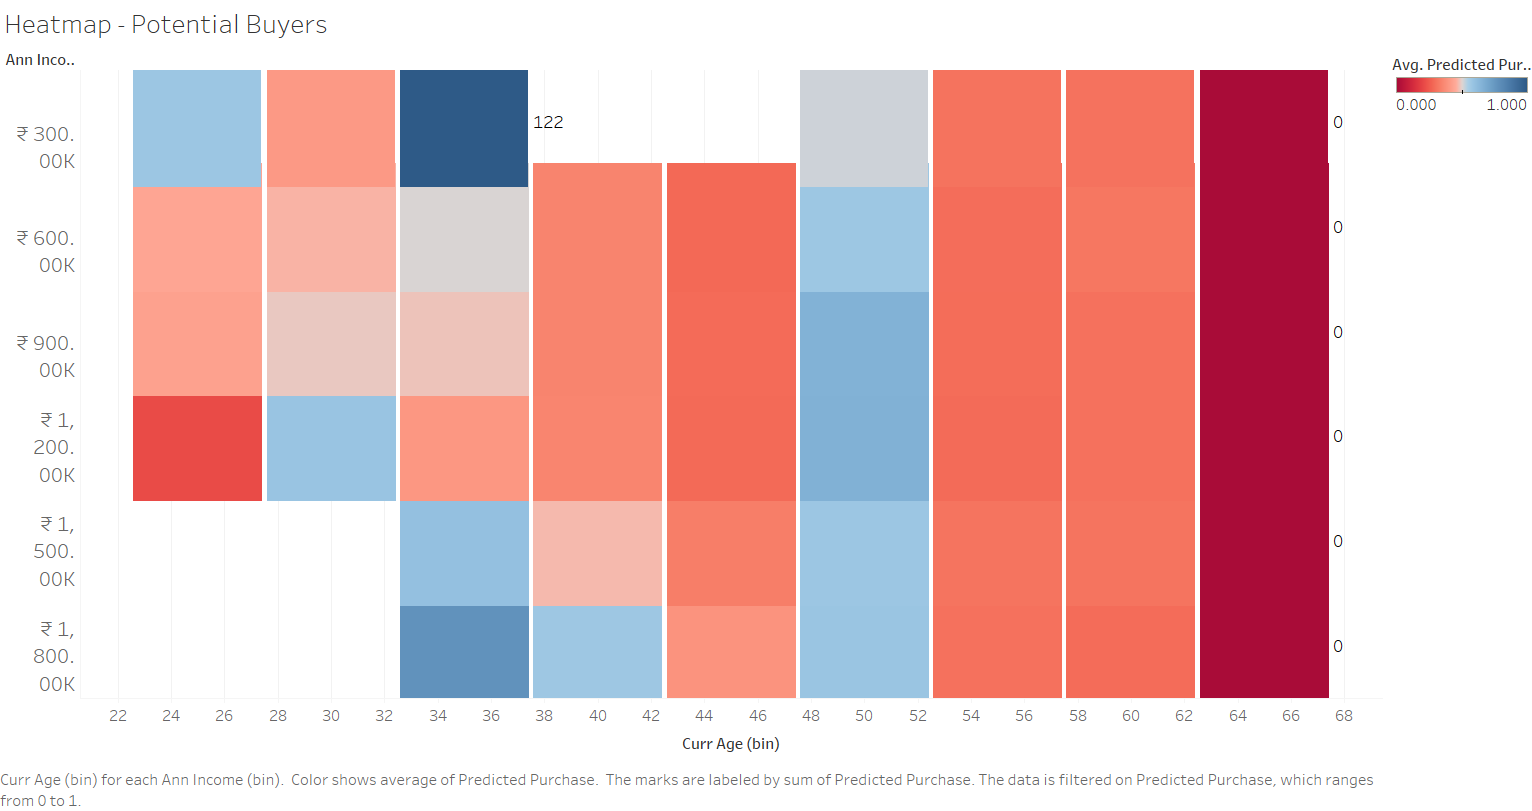 Heatmap - Potential Buyers
Ann Inco..
Avg. Predicted Pur..
0.000 1.000
₹ 300.
00K
122
0
₹ 600.
00K
0
₹ 900.
00K
0
₹ 1,
200.
00K
0
₹ 1,
500.
00K
0
₹ 1,
800.
00K
0
22 24 26 28 30 32 34 36 38 40 42 44 46 48 50 52 54 56 58 60 62 64 66 68
Curr Age (bin)
Curr Age (bin) for each Ann Income (bin).  Color shows average of Predicted Purchase.  The marks are labeled by sum of Predicted Purchase. The data is filtered on Predicted Purchase, which ranges
from 0 to 1.